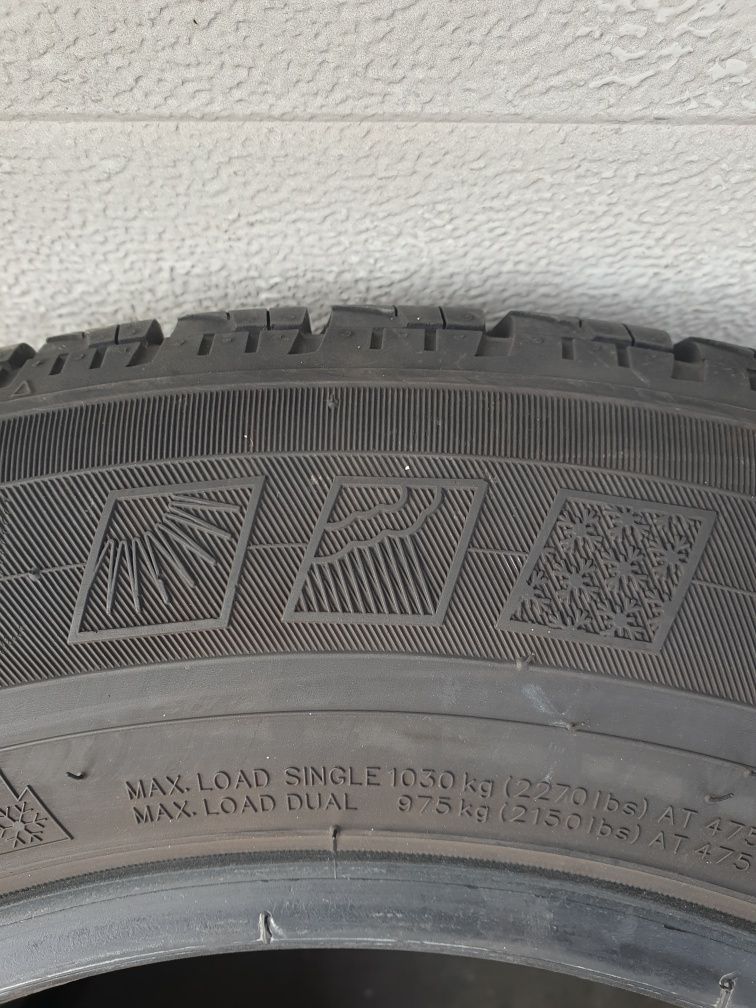 MAX. LOAD SINGLE 1030 kg (2270 lbs) AT 475
MAX. LOAD DUAL 975 kg (2150 lbs) AT 475